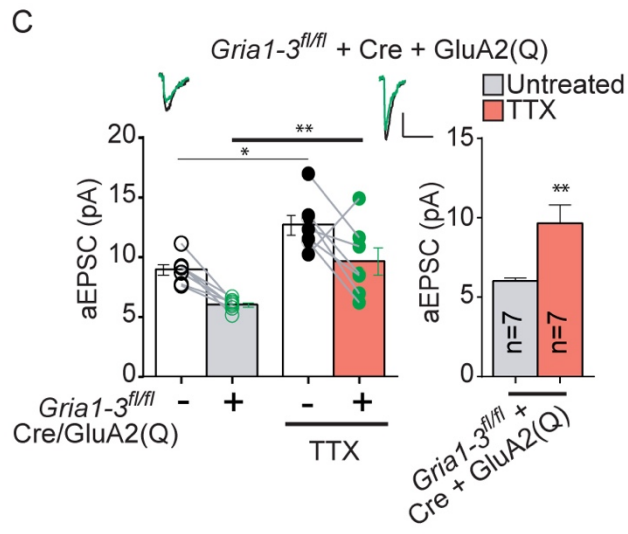 C
Gria1-3fl/fl + Cre + GluA2(Q)
Untreated
TTX
**
*
20
15
10
5
0
aEPSC (pA)
Gria1-3fl/fl - + - +
Cre/GluA2(Q)
TTX
15
10
5
0
aEPSC (pA)
**
n=7
n=7
Gria1-3fl/fl +
Cre + GluA2(Q)